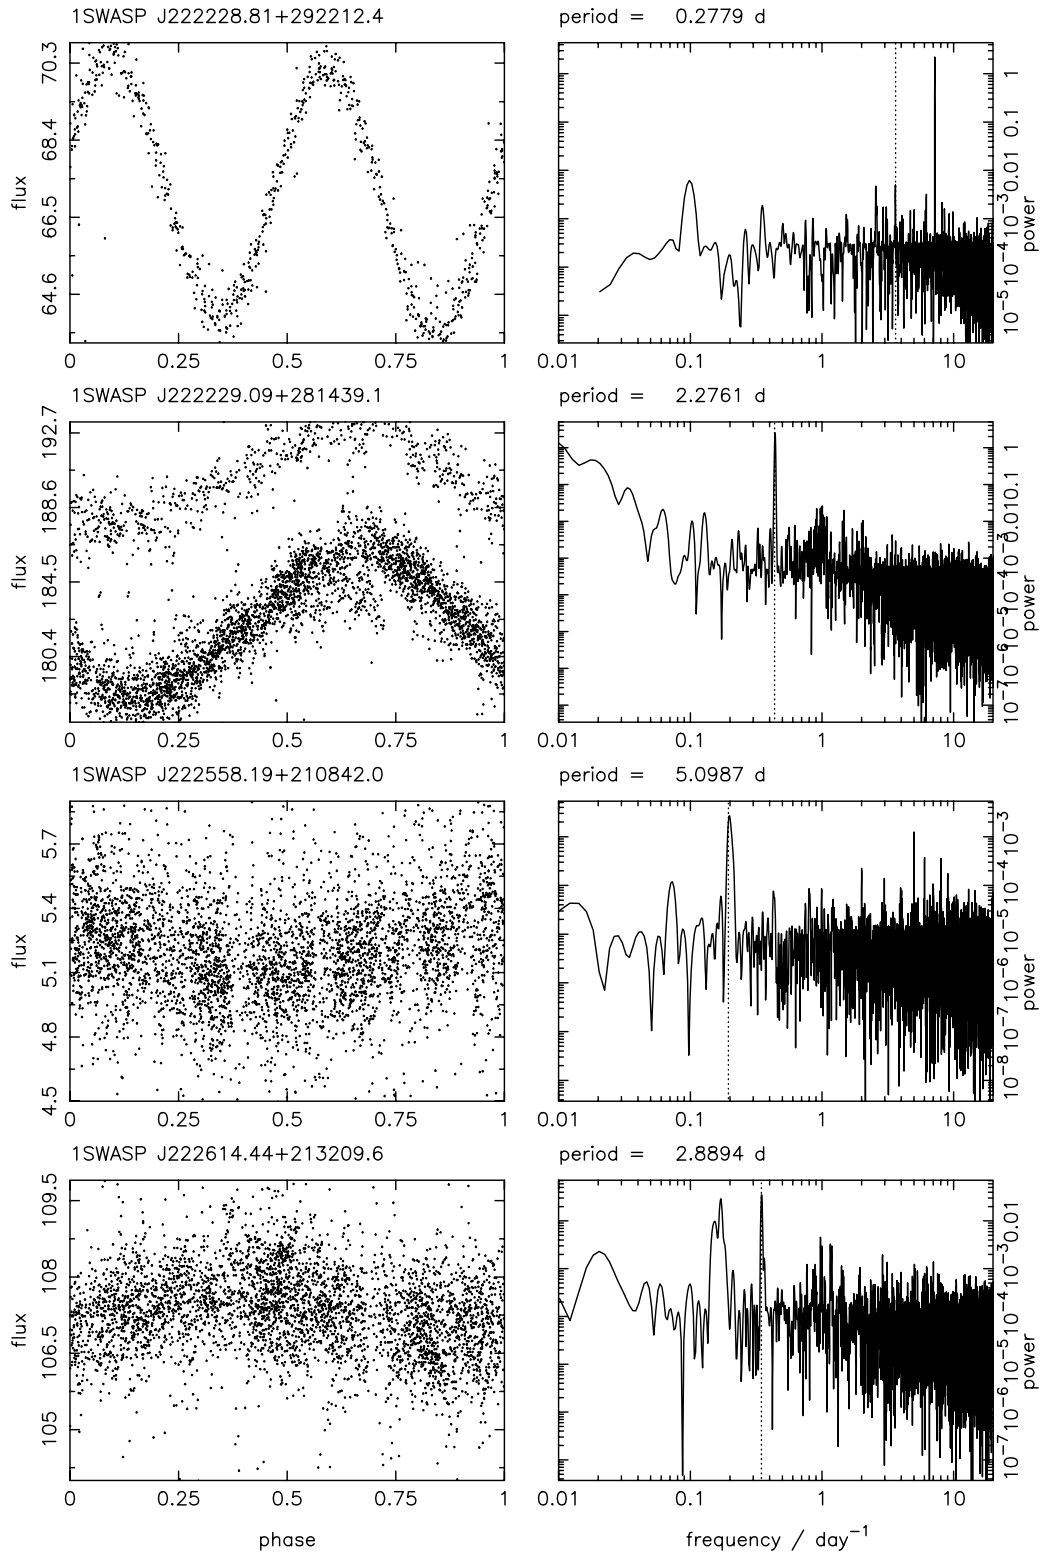 1SWASP J222228.81+292212.4
period = 0.2779 d
flux
70.3
68.4
66.5
64.6
0 0.25 0.5 0.75 1
1
0.1
0.01
10−3
10−4
10−5
power
0.01 0.1 1 10
1SWASP J222229.09+281439.1
period = 2.2761 d
flux
192.7
188.6
184.5
180.4
0 0.25 0.5 0.75 1
1
0.1
0.01
10−3
10−4
10−5
10−6
10−7
power
0.01 0.1 1 10
1SWASP J222558.19+210842.0
period = 5.0987 d
flux
5.7
5.4
5.1
4.8
4.5
0 0.25 0.5 0.75 1
10−3
10−4
10−5
10−6
10−7
10−8
power
0.01 0.1 1 10
1SWASP J222614.44+213209.6
period = 2.8894 d
flux
109.5
108
106.5
105
0 0.25 0.5 0.75 1
phase
0.01
10−3
10−4
10−5
10−6
10−7
power
0.01 0.1 1 10
frequency / day−1